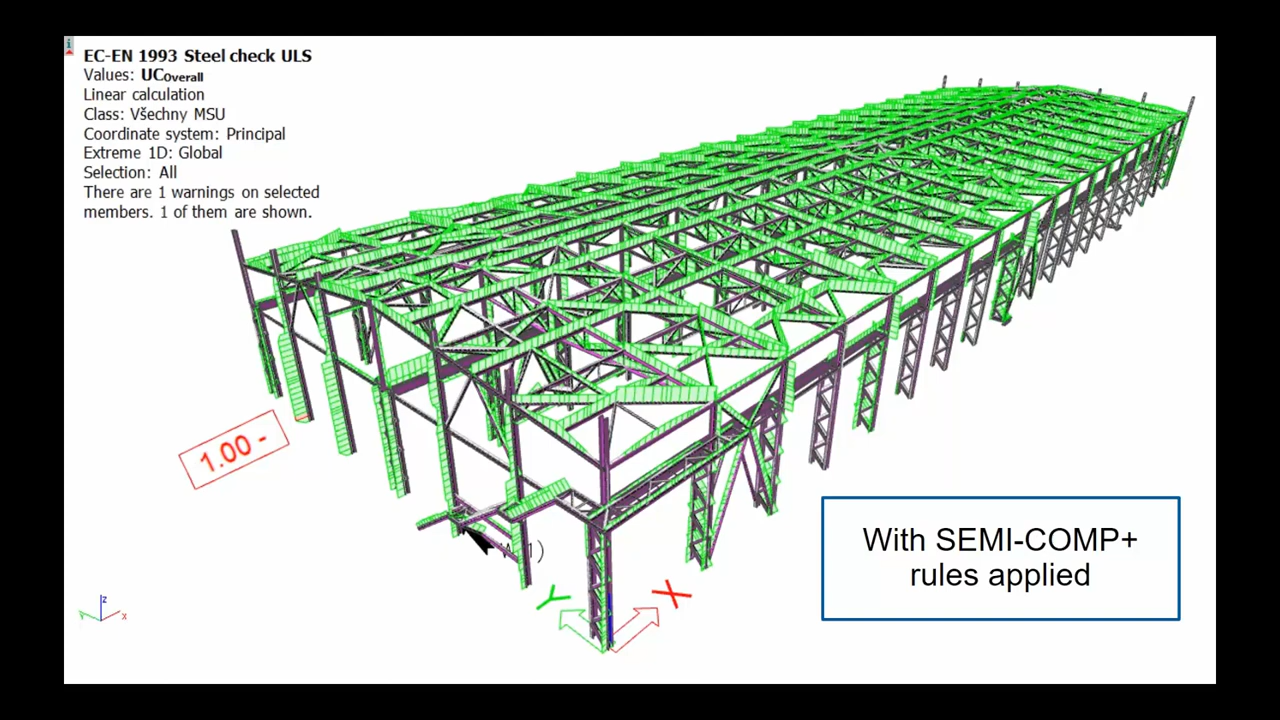 EC-EN 1993 Steel check ULS
Values: UCOverall
Linear calculation
Class: Všechny MSU
Coordinate system: Principal
Extreme 1D: Global
Selection: All
There are 1 warnings on selected
members. 1 of them are shown.
1.00 -
With SEMI-COMP+
rules applied
Y
X
z
Y
x